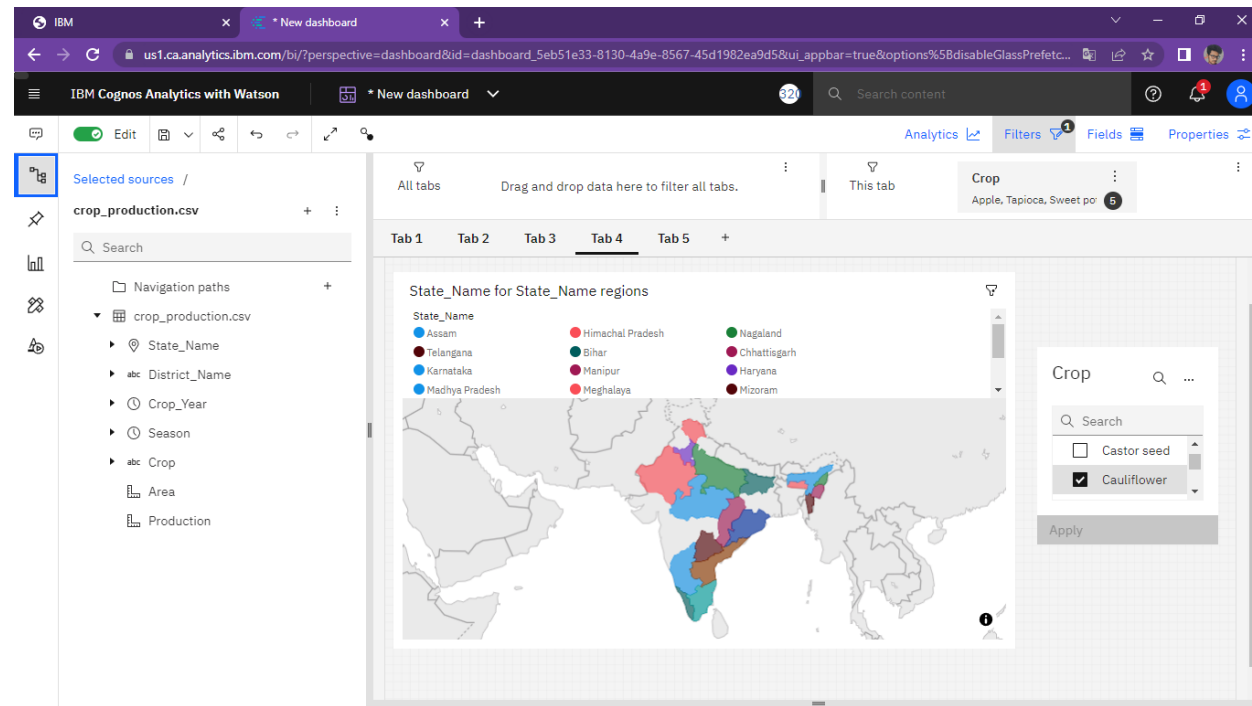 IBM
* New dashboard
us1.ca.analytics.ibm.com/bi/?perspective=dashboard&id=dashboard_5eb51e33-8130-4a9e-8567-45d1982ea9d5&ui_appbar=true&options%5BdisableGlassPrefetc...
IBM Cognos Analytics with Watson
* New dashboard
320
Search content
1
Edit
Analytics
Filters
1
Fields
Properties
Selected sources /
crop_production.csv
Search
Navigation paths
crop_production.csv
State_Name
abc District_Name
Crop_Year
Season
abc Crop
Area
Production
All tabs
Drag and drop data here to filter all tabs.
This tab
Crop
Apple, Tapioca, Sweet po
5
Tab 1
Tab 2
Tab 3
Tab 4
Tab 5
State_Name for State_Name regions
State_Name
Assam
Himachal Pradesh
Nagaland
Telangana
Bihar
Chhattisgarh
Karnataka
Manipur
Haryana
Madhya Pradesh
Meghalaya
Mizoram
Crop
Search
Castor seed
Cauliflower
Apply